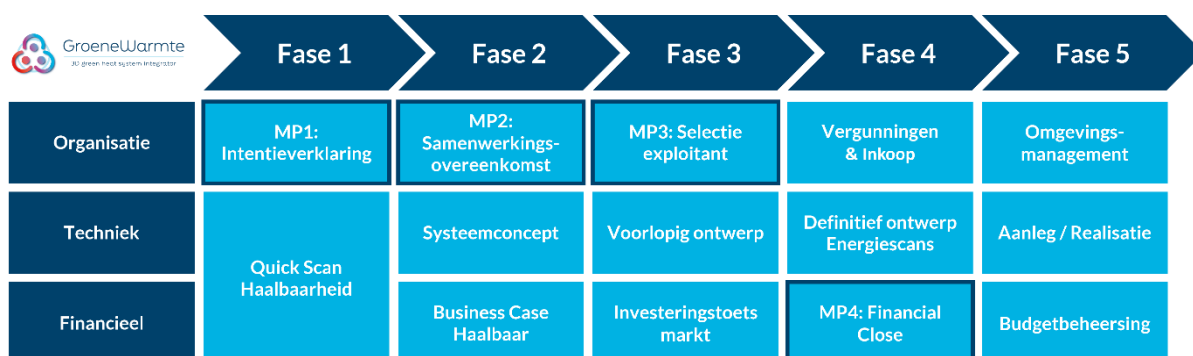 GroeneWarmte
3D green heat system integrator
Fase 1
Fase 2
Fase 3
Fase 4
Fase 5
Organisatie
MP1:
Intentieverklaring
MP2:
Samenwerkings-
overeenkomst
MP3: Selectie
exploitant
Vergunningen
& Inkoop
Omgevings-
management
Techniek
Quick Scan
Haalbaarheid
Systeemconcept
Voorlopig ontwerp
Definitief ontwerp
Energiescans
Aanleg / Realisatie
Financieel
Business Case
Haalbaar
Investeringstoets
markt
MP4: Financial
Close
Budgetbeheersing